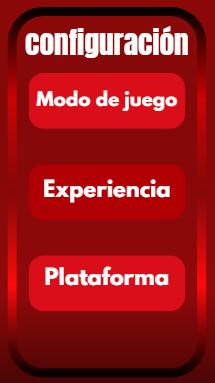 configuración
Modo de juego
Experiencia
Plataforma